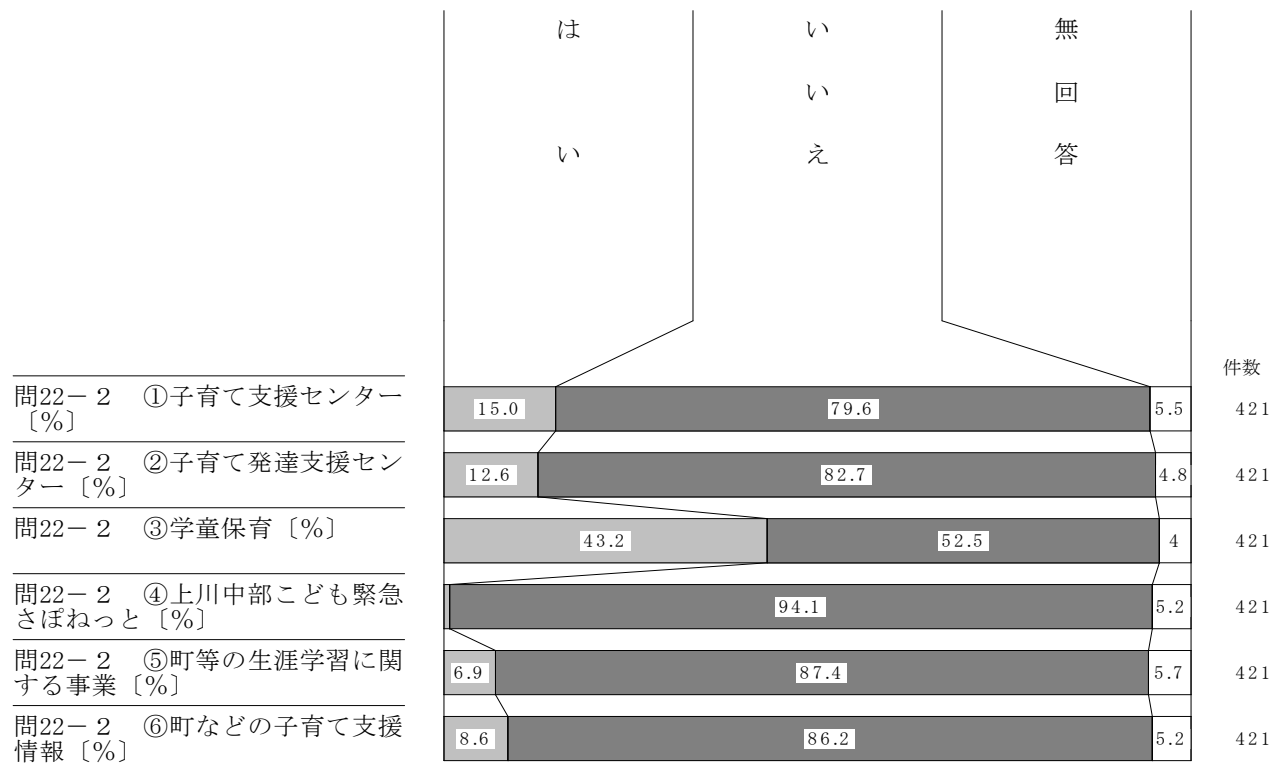 はい
いいえ
無回答
件数
問22－２　①子育て支援センター
〔%〕
15.0
79.6
5.5
421
問22－２　②子育て発達支援セン
ター〔%〕
12.6
82.7
4.8
421
問22－２　③学童保育〔%〕
43.2
52.5
4
421
問22－２　④上川中部こども緊急
さぽねっと〔%〕
94.1
5.2
421
問22－２　⑤町等の生涯学習に関
する事業〔%〕
6.9
87.4
5.7
421
問22－２　⑥町などの子育て支援
情報〔%〕
8.6
86.2
5.2
421